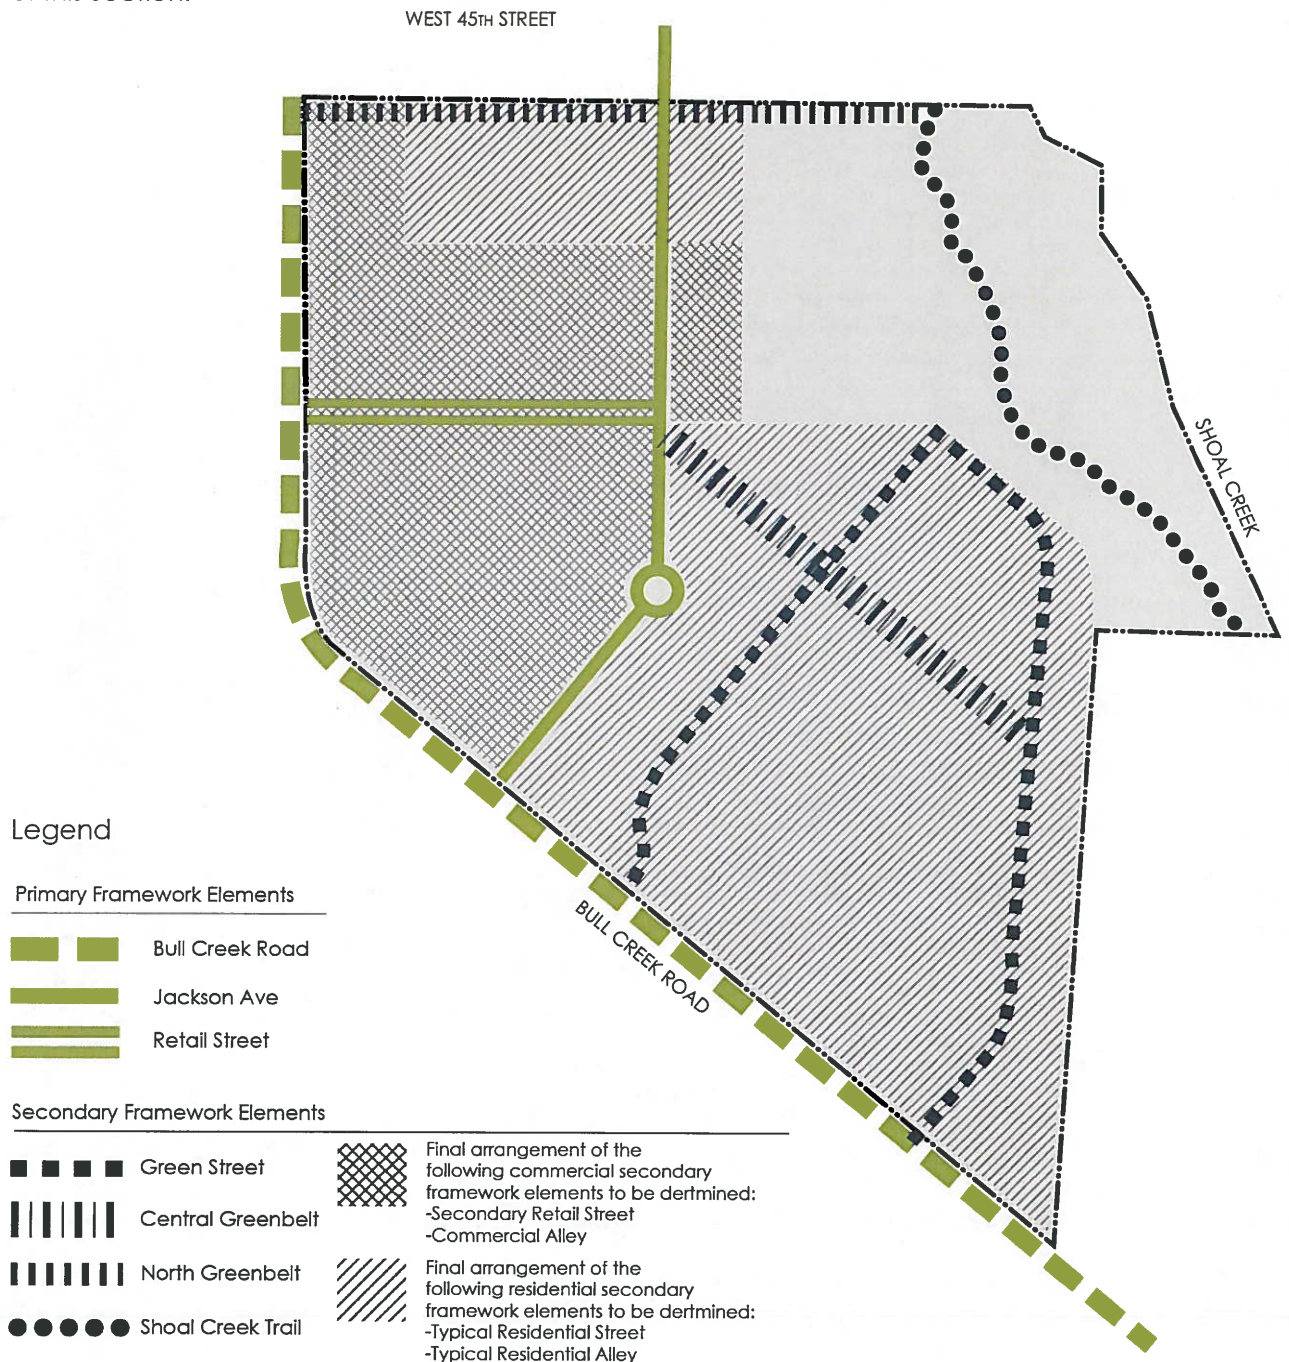 WEST 45TH STREET
SHOAL CREEK
BULL CREEK ROAD
Legend
Primary Framework Elements
Bull Creek Road
Jackson Ave
Retail Street
Secondary Framework Elements
Green Street
Central Greenbelt
North Greenbelt
Shoal Creek Trail
Final arrangement of the
following commercial secondary
framework elements to be dertmined:
-Secondary Retail Street
-Commercial Alley
Final arrangement of the
following residential secondary
framework elements to be dertmined:
-Typical Residential Street
-Typical Residential Alley